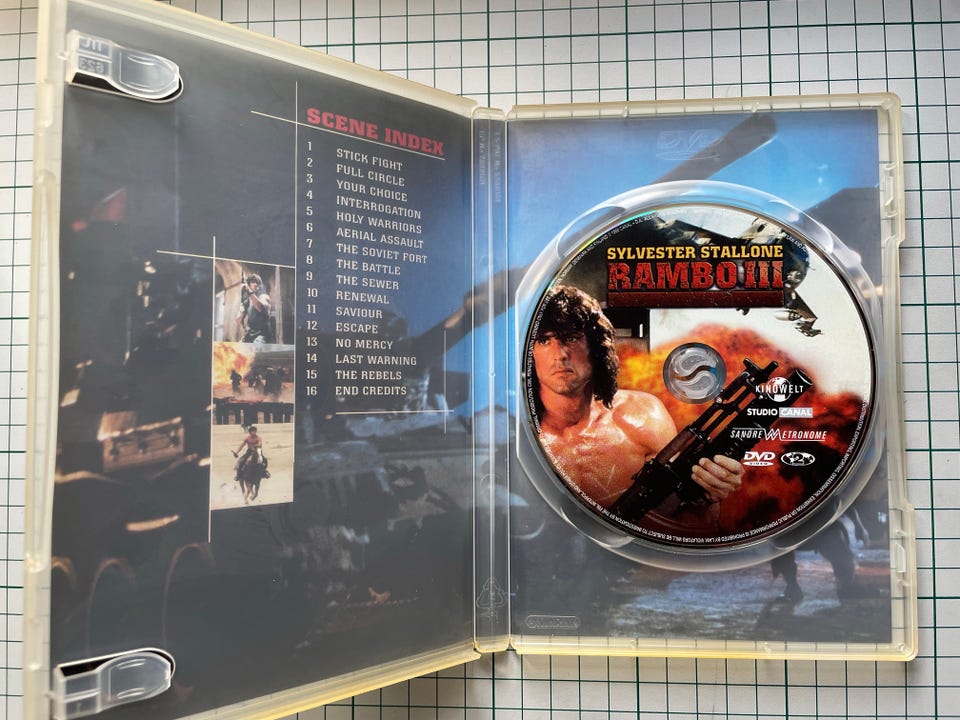 SCENE INDEX
1 STICK FIGHT
2 FULL CIRCLE
3 YOUR CHOICE
4 INTERROGATION
5 HOLY WARRIORS
6 AERIAL ASSAULT
7 THE SOVIET FORT
8 THE BATTLE
9 THE SEWER
10 RENEWAL
11 SAVIOUR
12 ESCAPE
13 NO MERCY
14 LAST WARNING
15 THE REBELS
16 END CREDITS
SYLVESTER STALLONE
RAMBO III
KINOWELT
STUDIO CANAL
SANDREW METRONOME
DVD
VIDEO
2
AMARAY